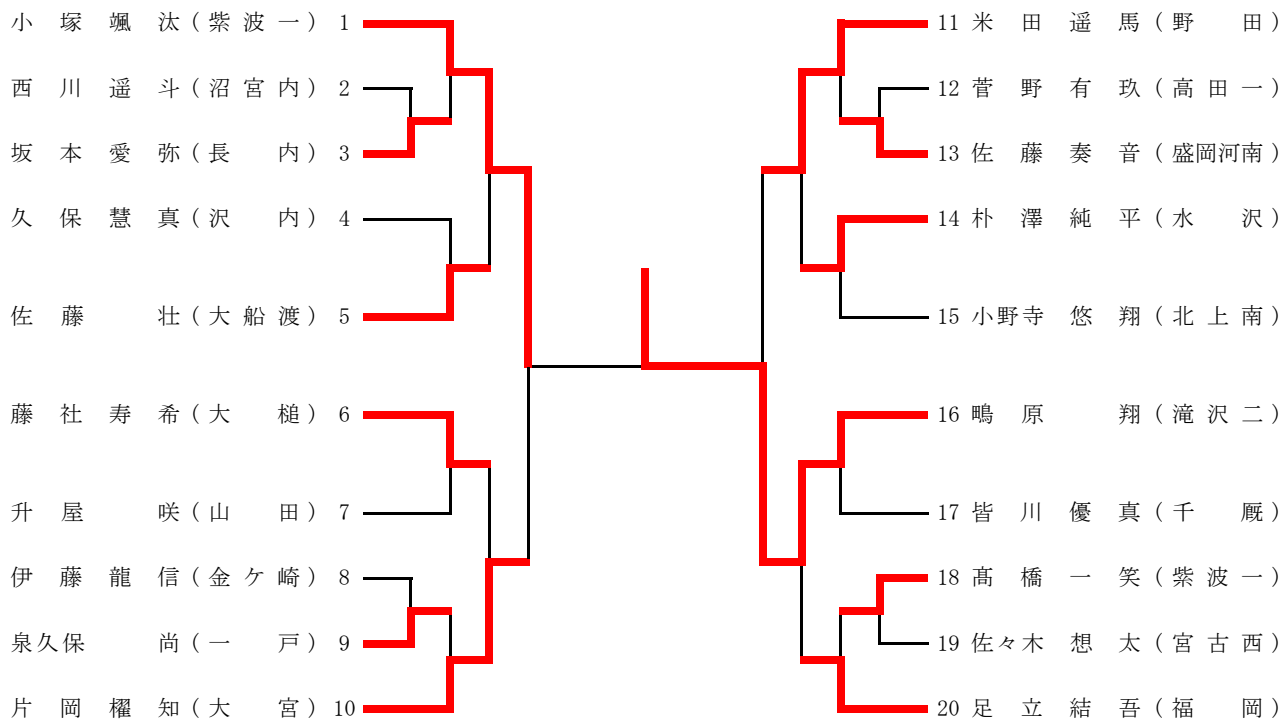 小塚颯汰(紫波一) 1
西川遥斗(沼宮内) 2
坂本愛弥(長内) 3
久保慧真(沢内) 4
佐藤壮(大船渡) 5
藤社寿希(大槌) 6
升屋咲(山田) 7
伊藤龍信(金ケ崎) 8
泉久保尚(一戸) 9
片岡櫂知(大宮) 10
11 米田遥馬(野田)
12 菅野有玖(高田一)
13 佐藤奏音(盛岡河南)
14 朴澤純平(水沢)
15 小野寺悠翔(北上南)
16 鴫原翔(滝沢二)
17 皆川優真(千厩)
18 髙橋一笑(紫波一)
19 佐々木想太(宮古西)
20 足立結吾(福岡)